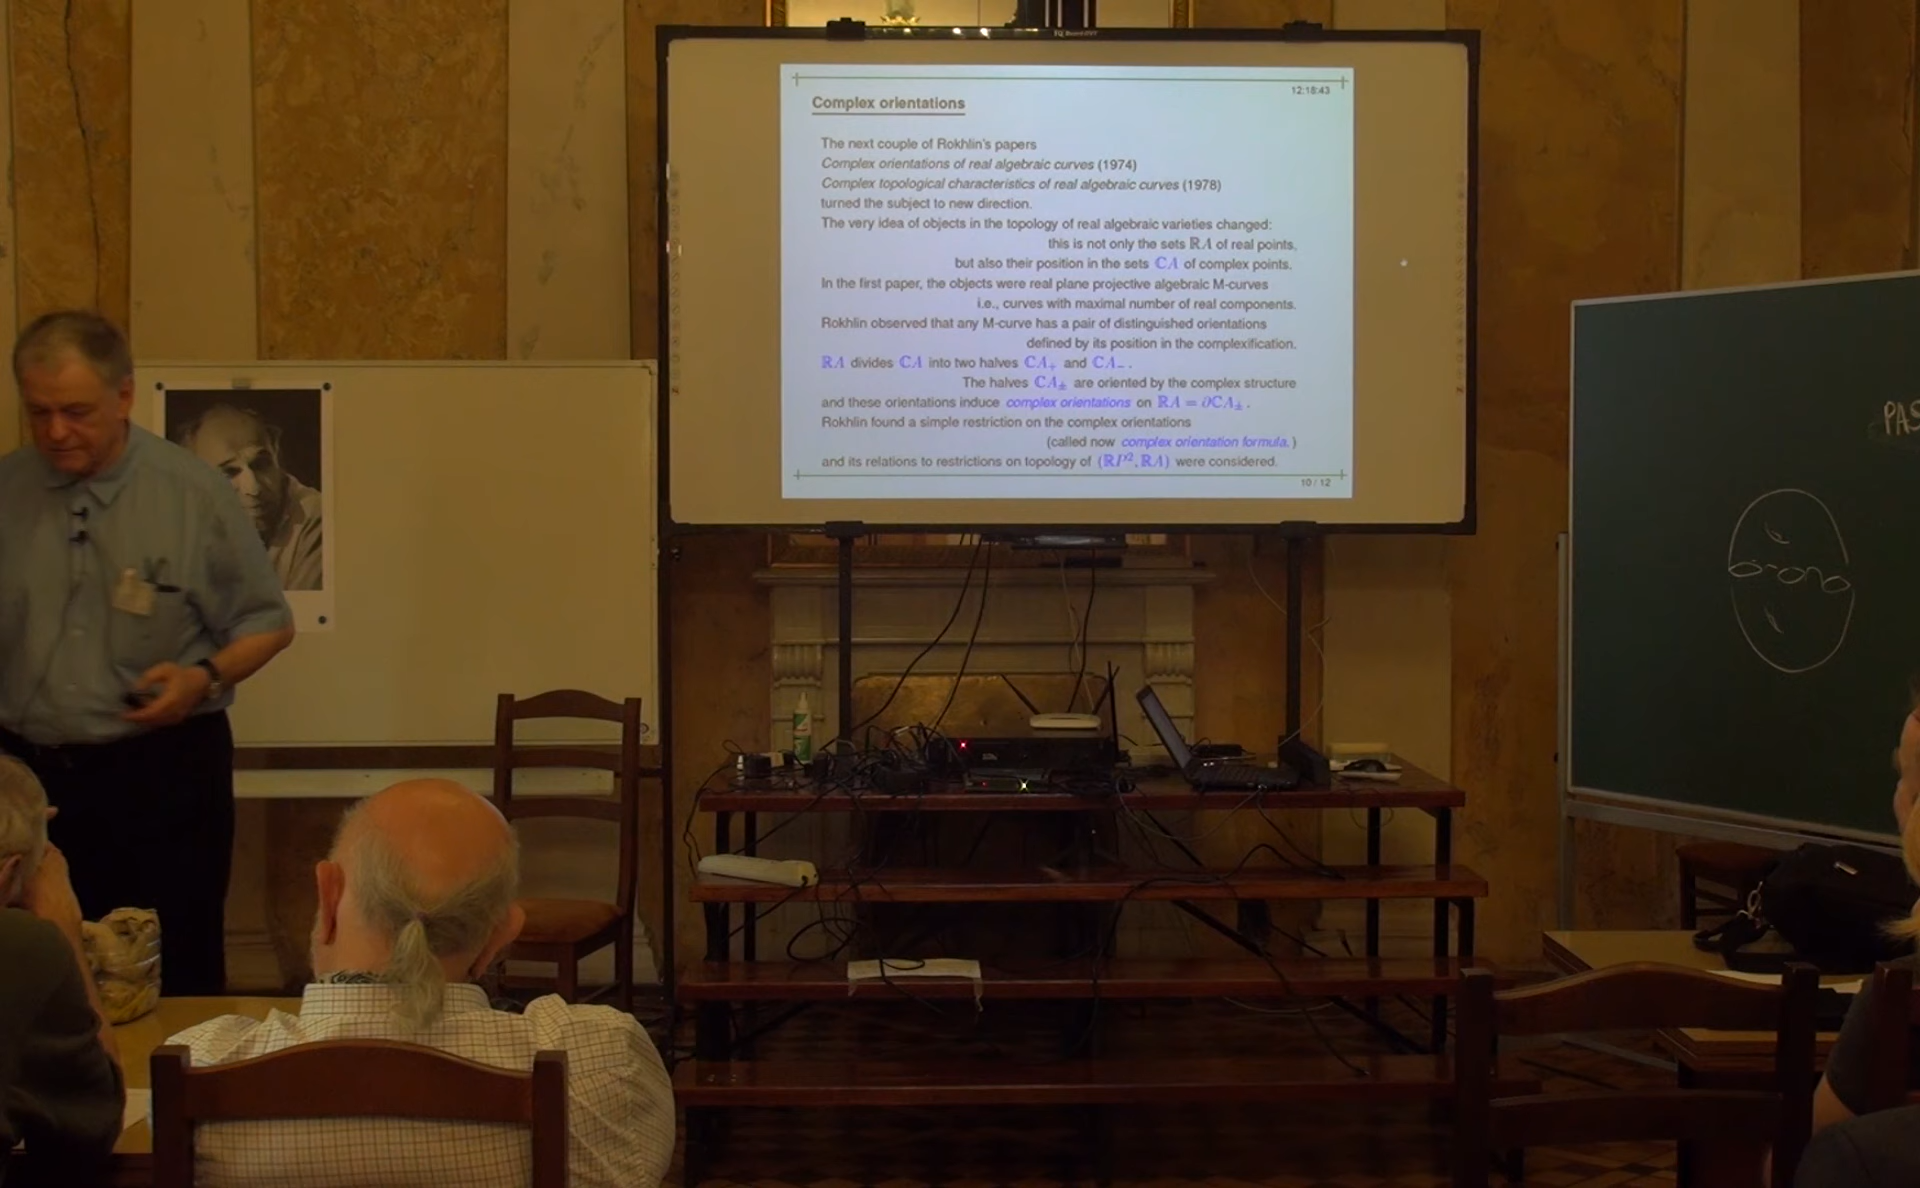 12:18:43
Complex orientations
The next couple of Rokhlin's papers
Complex orientations of real algebraic curves (1974)
Complex topological characteristics of real algebraic curves (1978)
turned the subject to new direction.
The very idea of objects in the topology of real algebraic varieties changed:
this is not only the sets ℝA of real points,
but also their position in the sets ℂA of complex points.
In the first paper, the objects were real plane projective algebraic M-curves
i.e., curves with maximal number of real components.
Rokhlin observed that any M-curve has a pair of distinguished orientations
defined by its position in the complexification.
ℝA divides ℂA into two halves ℂA₊ and ℂA₋.
The halves ℂA± are oriented by the complex structure
and these orientations induce complex orientations on ℝA = ∂ℂA±.
Rokhlin found a simple restriction on the complex orientations
(called now complex orientation formula.)
and its relations to restrictions on topology of (ℝP², ℝA) were considered.
10 / 12
PAS